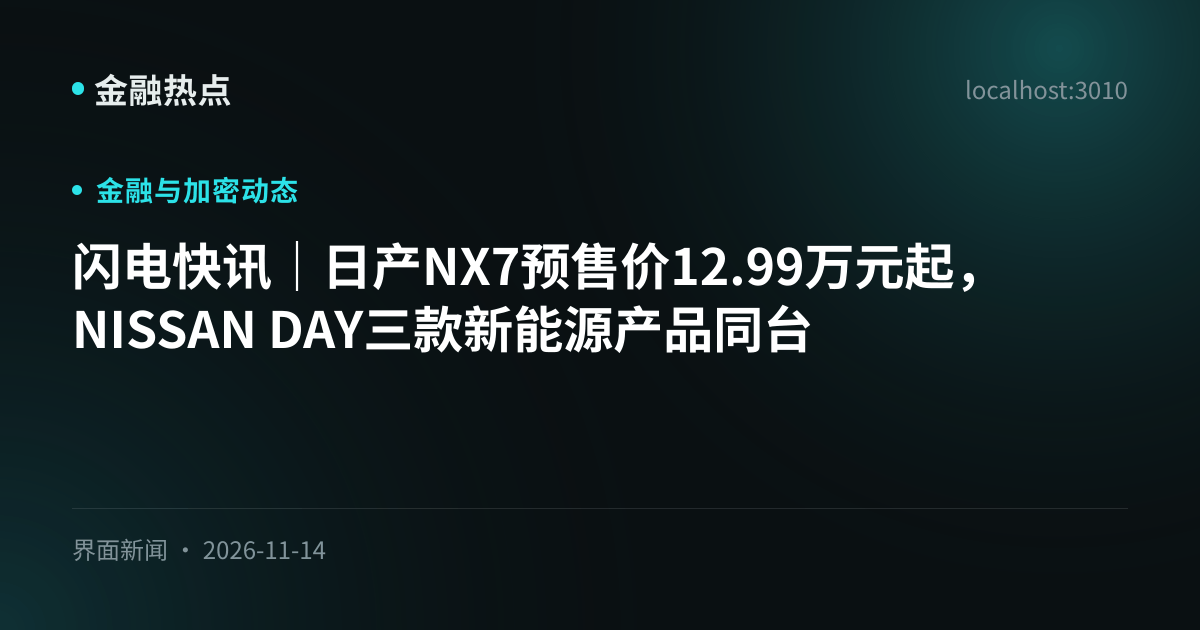 金融热点
localhost:3010
金融与加密动态
闪电快讯｜日产NX7预售价12.99万元起，
NISSAN DAY三款新能源产品同台
界面新闻 · 2026-11-14